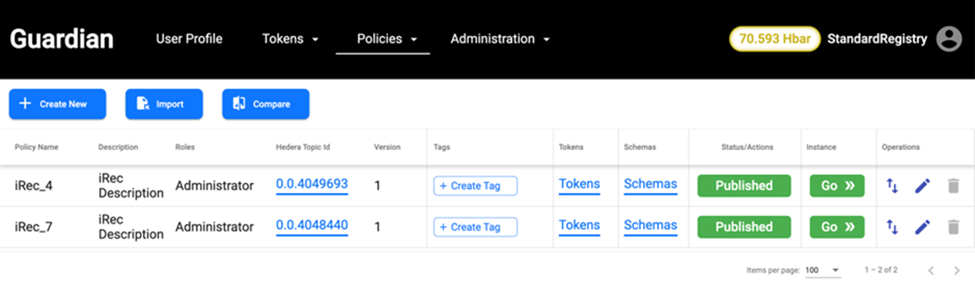 Guardian User Profile Tokens Policies Administration 70.593 Hbar StandardRegistry
+ Create New Import Compare
Policy Name Description Roles Hedera Topic Id Version Tags Tokens Schemas Status/Actions Instance Operations
iRec_4 iRec Description Administrator 0.0.4049693 1 + Create Tag Tokens Schemas Published Go »
iRec_7 iRec Description Administrator 0.0.4048440 1 + Create Tag Tokens Schemas Published Go »
Items per page: 100 1 – 2 of 2